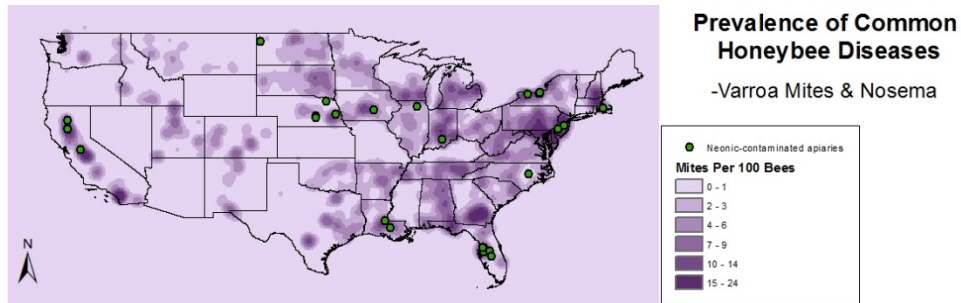 Prevalence of Common
Honeybee Diseases
-Varroa Mites & Nosema
Neonic-contaminated apiaries
Mites Per 100 Bees
0 - 1
2 - 3
4 - 6
7 - 9
10 - 14
15 - 24
N